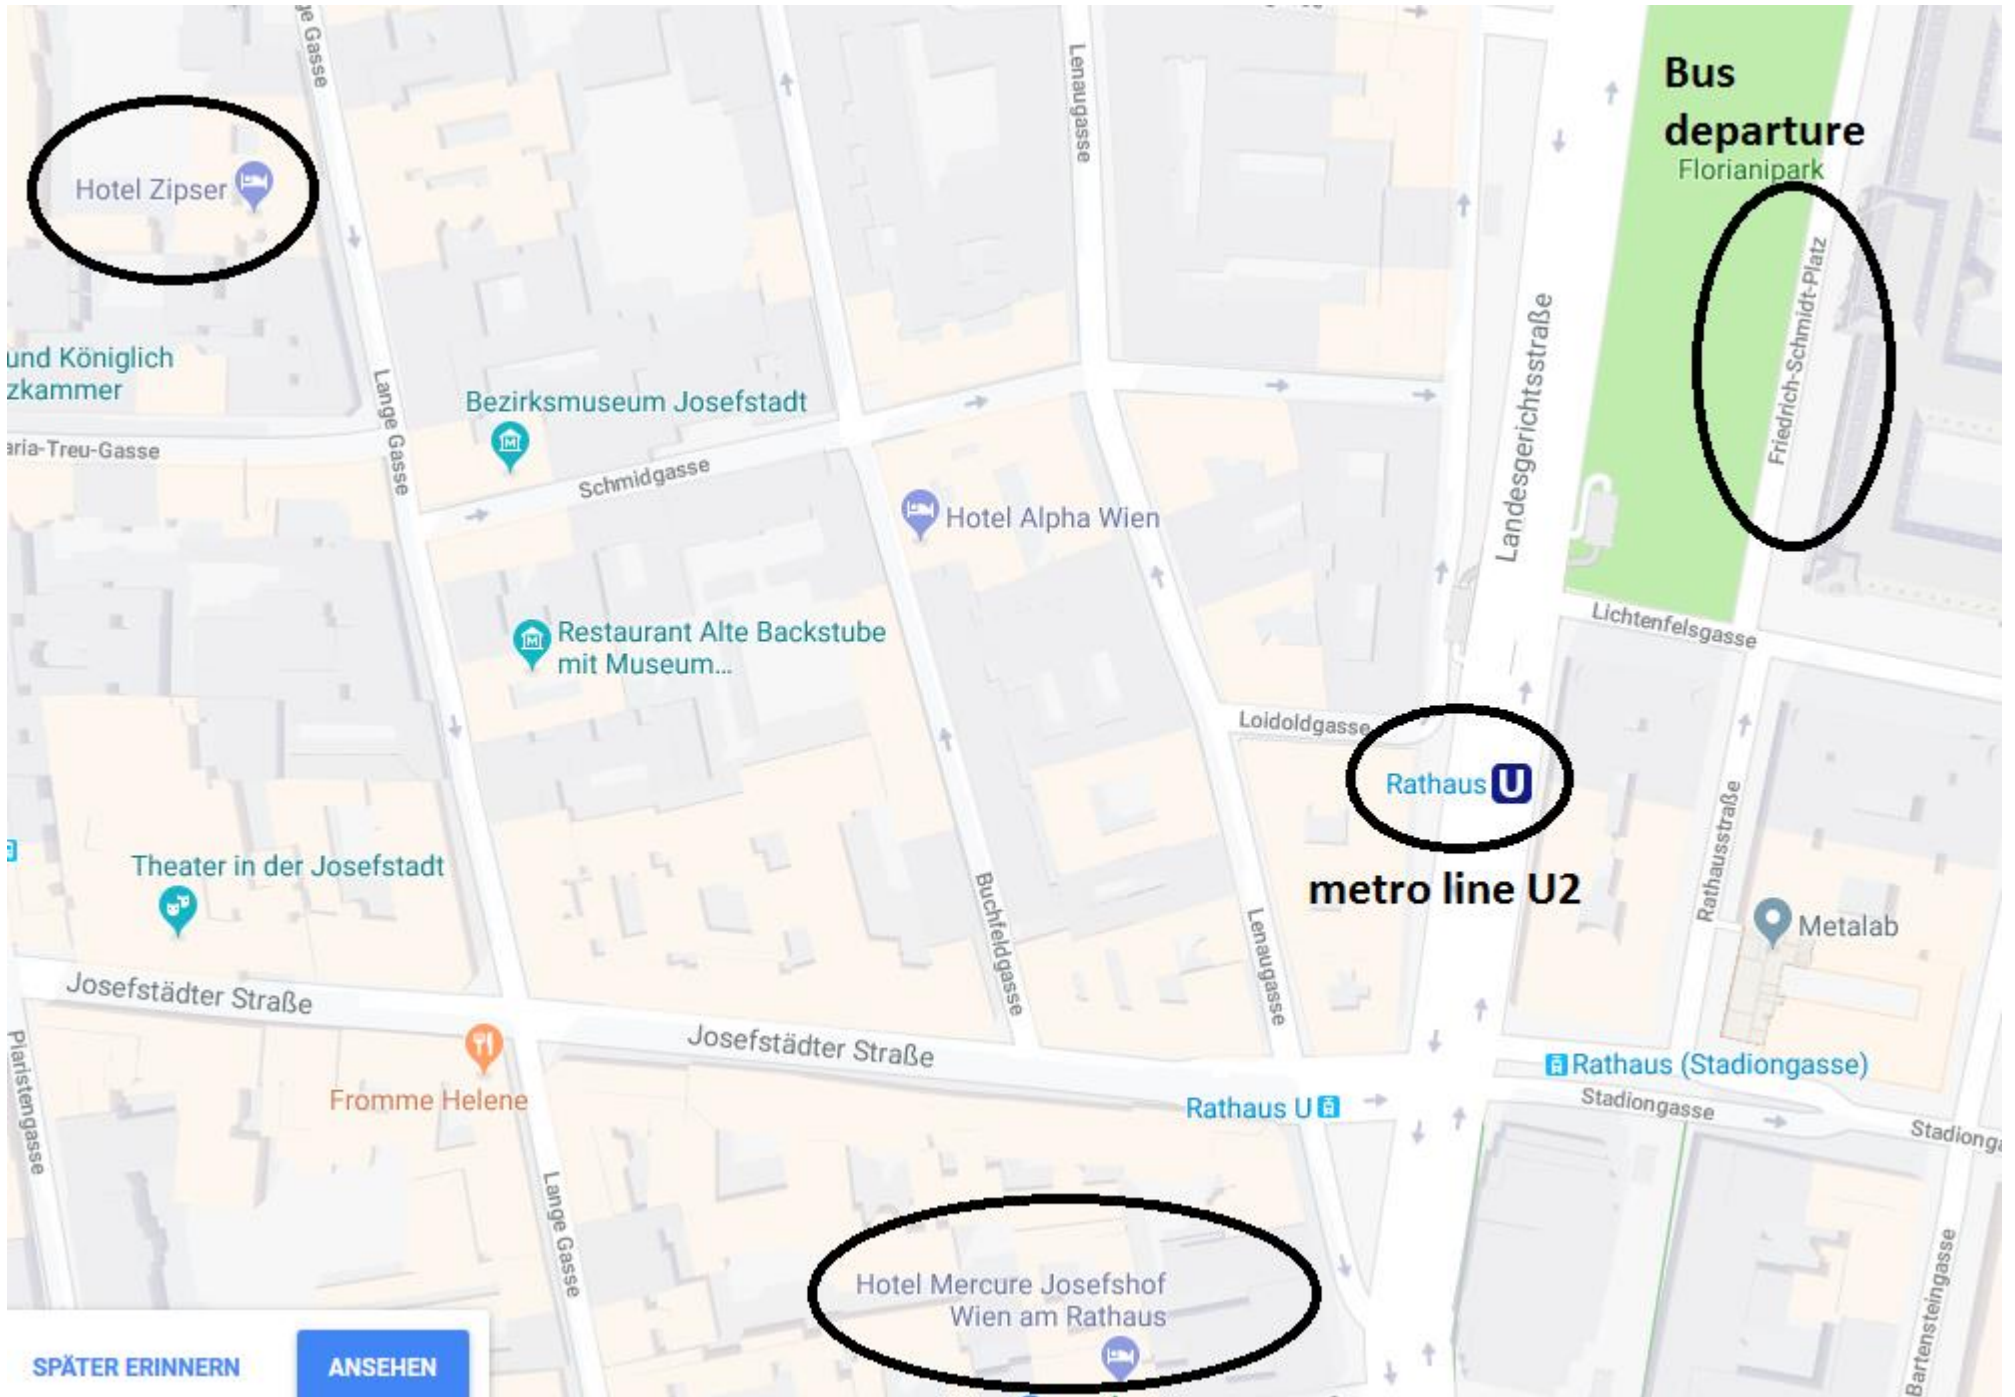 ge Gasse
Lenaugasse
Bus
departure
Florianipark
Hotel Zipser
Friedrich-Schmidt-Platz
Landesgerichtsstraße
und Königlich
zkammer
Lange Gasse
Bezirksmuseum Josefstadt
aria-Treu-Gasse
Schmidgasse
Hotel Alpha Wien
Lichtenfelsgasse
Restaurant Alte Backstube
mit Museum...
Loidoldgasse
Rathaus U
metro line U2
Rathausstraße
Theater in der Josefstadt
Buchfeldgasse
Lenaugasse
Metalab
Josefstädter Straße
Josefstädter Straße
Piaristengasse
Fromme Helene
Rathaus (Stadiongasse)
Rathaus U
Stadiongasse
Stadionga
Lange Gasse
Hotel Mercure Josefshof
Wien am Rathaus
Bartensteingasse
SPÄTER ERINNERN
ANSEHEN